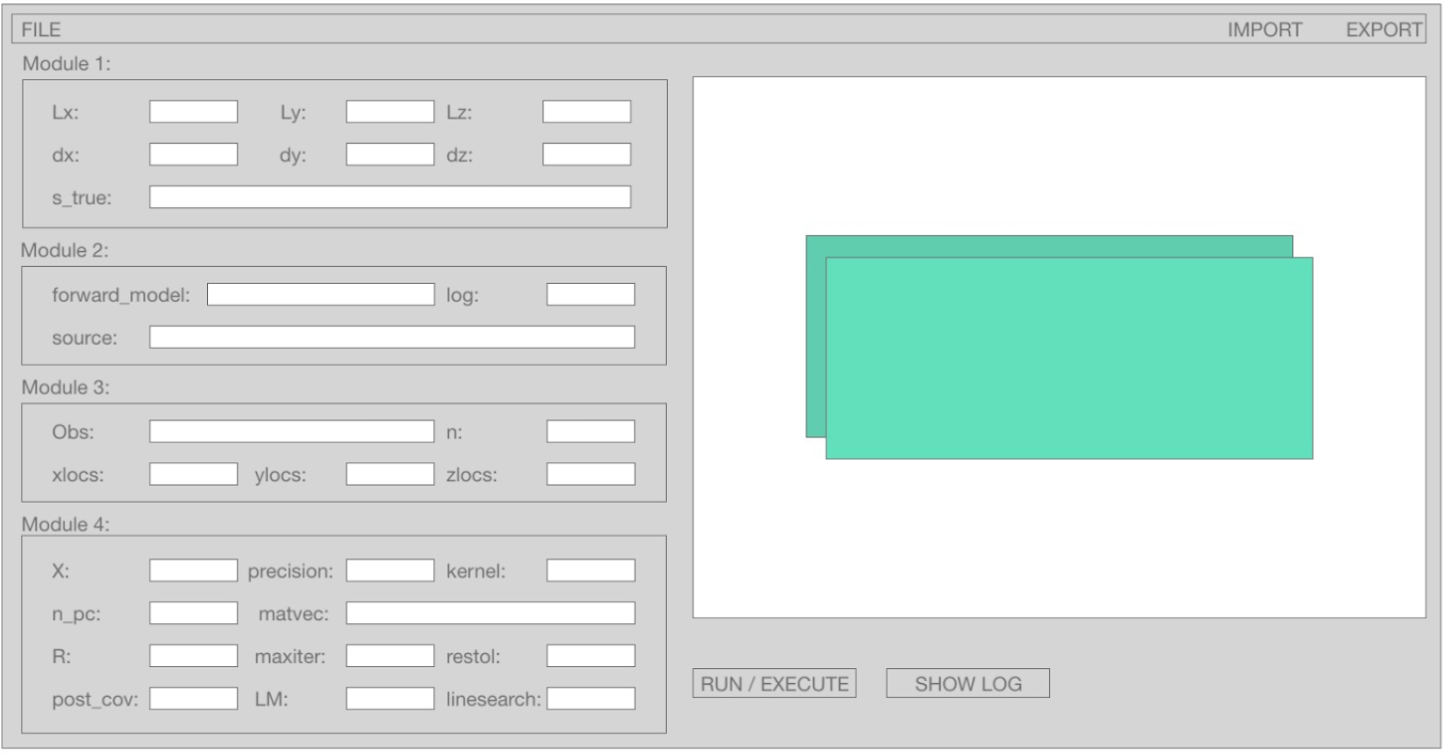 FILE IMPORT EXPORT
Module 1:
Lx: Ly: Lz:
dx: dy: dz:
s_true:
Module 2:
forward_model: log:
source:
Module 3:
Obs: n:
xlocs: ylocs: zlocs:
Module 4:
X: precision: kernel:
n_pc: matvec:
R: maxiter: restol:
post_cov: LM: linesearch:
RUN / EXECUTE SHOW LOG